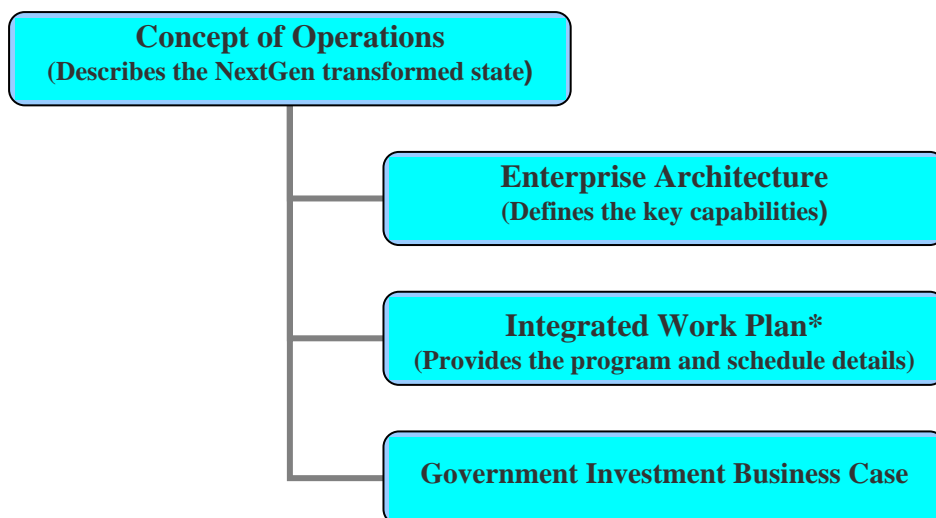 Concept of Operations
(Describes the NextGen transformed state)
Enterprise Architecture
(Defines the key capabilities)
Integrated Work Plan*
(Provides the program and schedule details)
Government Investment Business Case